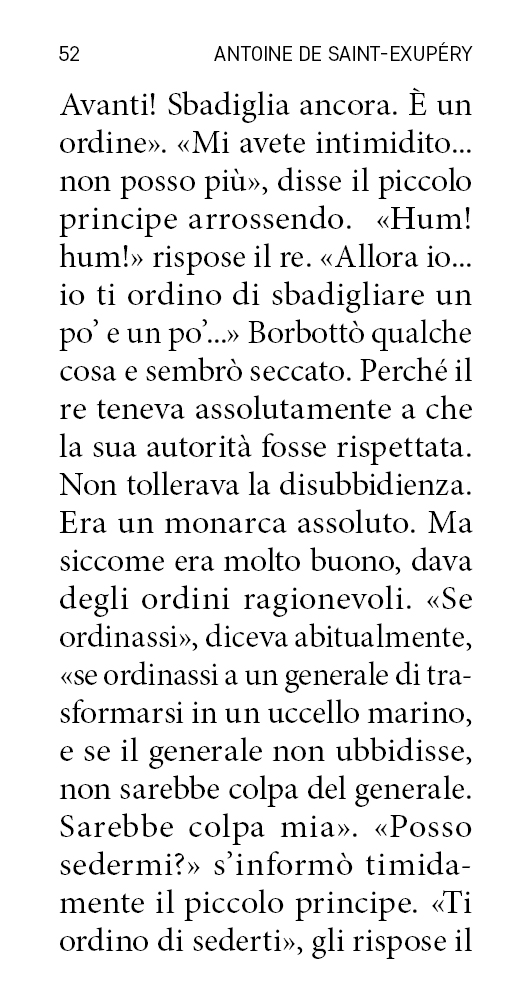 52 ANTOINE DE SAINT-EXUPÉRY
Avanti! Sbadiglia ancora. È un
ordine». «Mi avete intimidito...
non posso più», disse il piccolo
principe arrossendo. «Hum!
hum!» rispose il re. «Allora io...
io ti ordino di sbadigliare un
po’ e un po’...» Borbottò qualche
cosa e sembrò seccato. Perché il
re teneva assolutamente a che
la sua autorità fosse rispettata.
Non tollerava la disubbidienza.
Era un monarca assoluto. Ma
siccome era molto buono, dava
degli ordini ragionevoli. «Se
ordinassi», diceva abitualmente,
«se ordinassi a un generale di tra-
sformarsi in un uccello marino,
e se il generale non ubbidisse,
non sarebbe colpa del generale.
Sarebbe colpa mia». «Posso
sedermi?» s’informò timida-
mente il piccolo principe. «Ti
ordino di sederti», gli rispose il